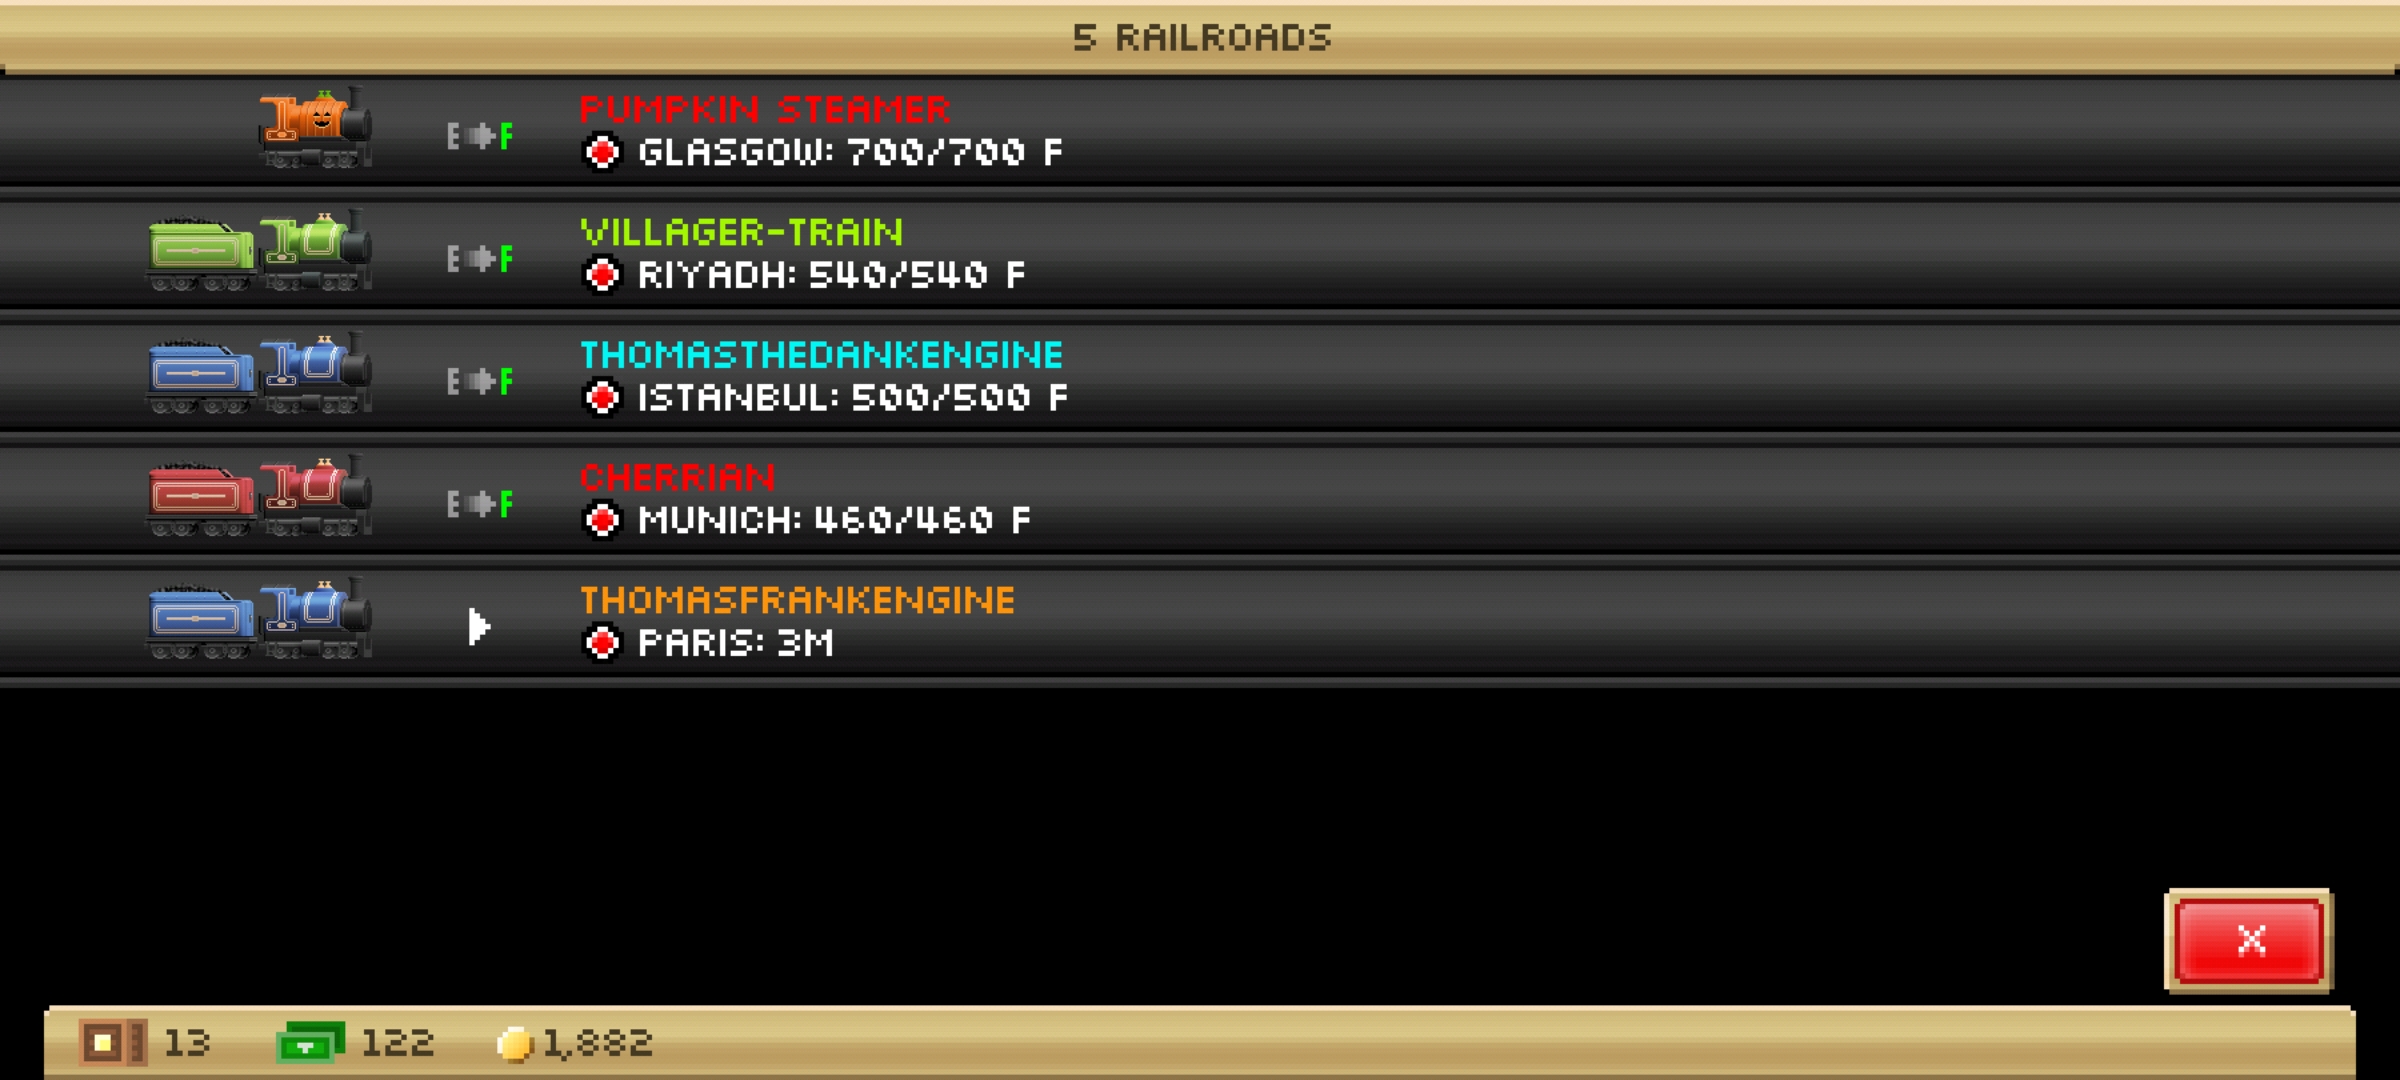 5 RAILROADS
PUMPKIN STEAMER
E F
GLASGOW: 700/700 F
VILLAGER-TRAIN
E F
RIYADH: 540/540 F
THOMASTHEDANKENGINE
E F
ISTANBUL: 500/500 F
CHERRIAN
E F
MUNICH: 460/460 F
THOMASFRANKENGINE
PARIS: 3M
X
13 122 1,882